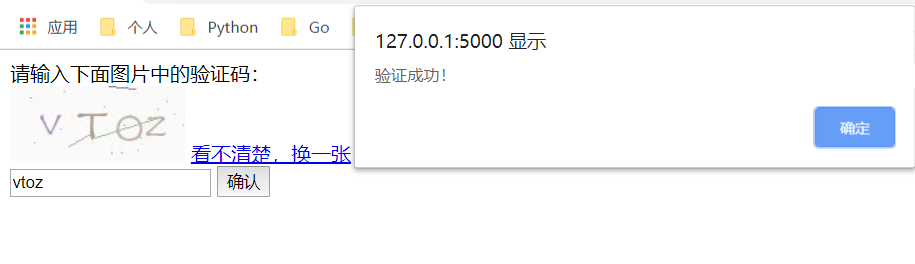 应用 个人 Python Go
127.0.0.1:5000 显示
验证成功！
确定
请输入下面图片中的验证码：
V T O Z
看不清楚，换一张
vtoz 确认